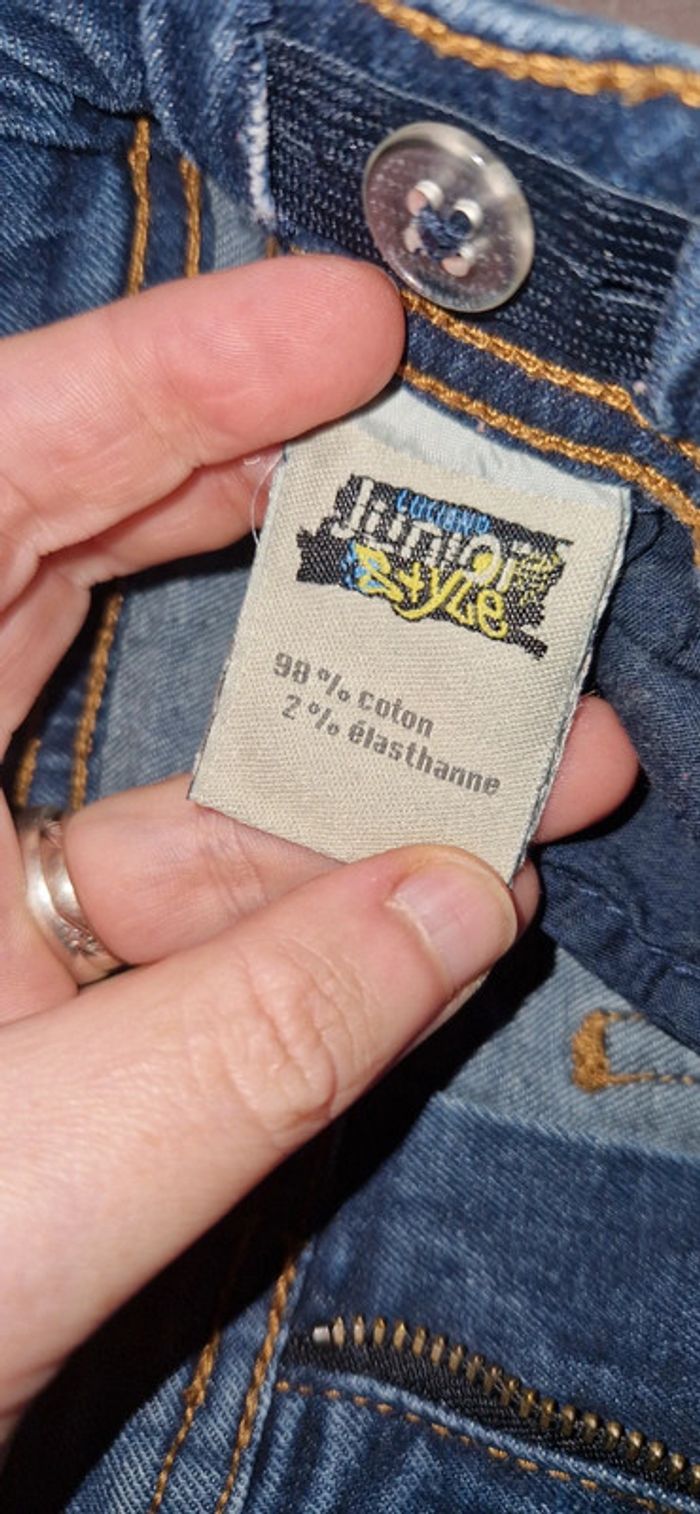 LUCIANO
Junior
Style
98 % coton
2 % élasthanne